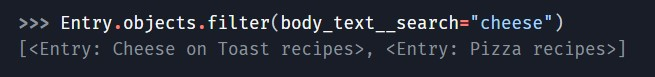 >>> Entry.objects.filter(body_text__search="cheese")
[<Entry: Cheese on Toast recipes>, <Entry: Pizza recipes>]